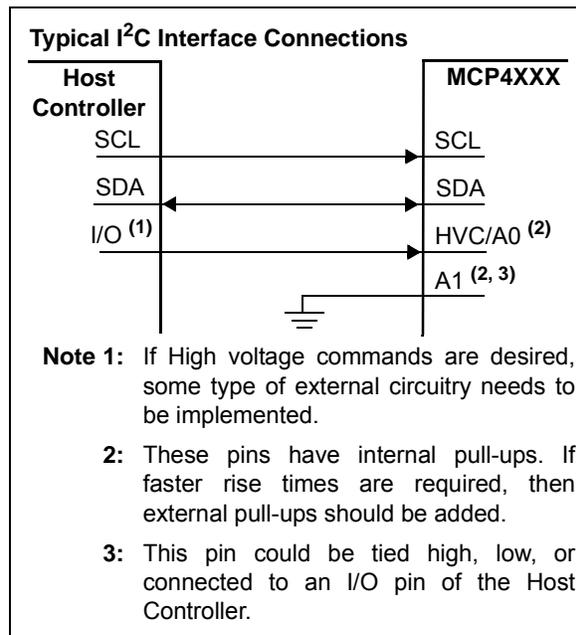 Typical I²C Interface Connections
Host
Controller
MCP4XXX
SCL
SCL
SDA
SDA
I/O (1)
HVC/A0 (2)
A1 (2, 3)
Note 1: If High voltage commands are desired,
some type of external circuitry needs to
be implemented.
2: These pins have internal pull-ups. If
faster rise times are required, then
external pull-ups should be added.
3: This pin could be tied high, low, or
connected to an I/O pin of the Host
Controller.